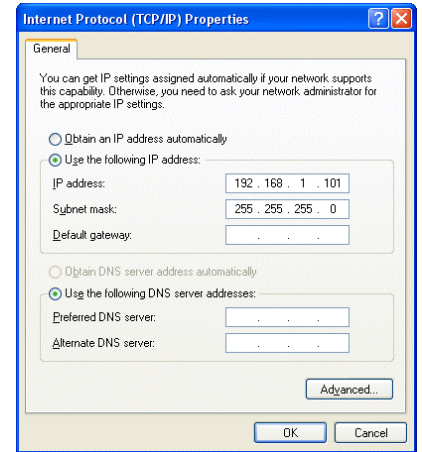 Internet Protocol (TCP/IP) Properties
General
You can get IP settings assigned automatically if your network supports
this capability. Otherwise, you need to ask your network administrator for
the appropriate IP settings.
Obtain an IP address automatically
Use the following IP address:
IP address: 192 . 168 . 1 . 101
Subnet mask: 255 . 255 . 255 . 0
Default gateway: . . .
Obtain DNS server address automatically
Use the following DNS server addresses:
Preferred DNS server: . . .
Alternate DNS server: . . .
Advanced...
OK Cancel